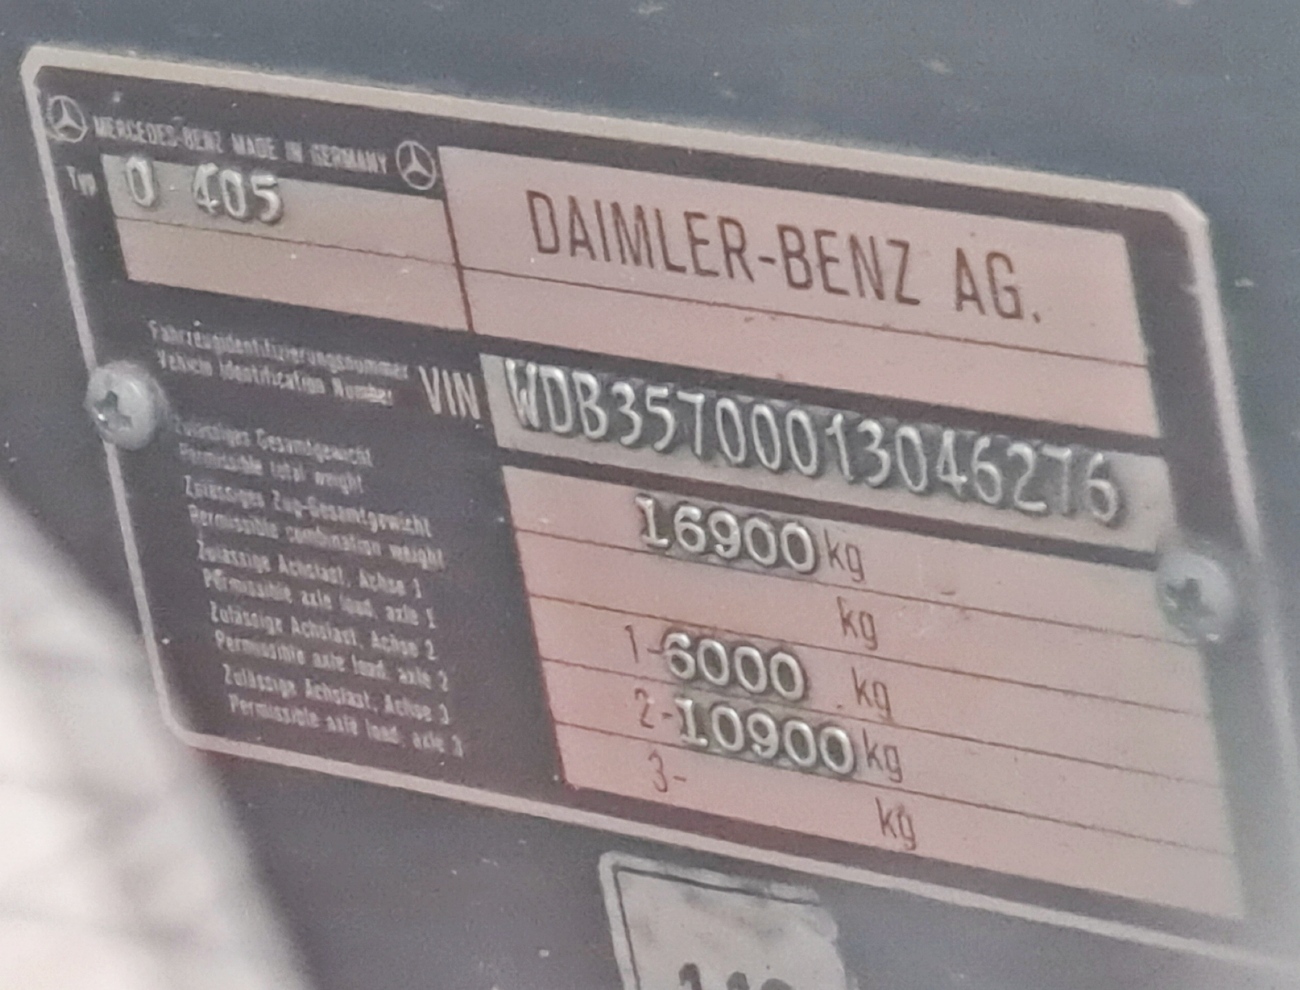 MERCEDES-BENZ MADE IN GERMANY
Typ O 405
DAIMLER-BENZ AG.
Fahrzeugidentifizierungsnummer
Vehicle Identification Number
VIN WDB35700013046276
Zulässiges Gesamtgewicht
Permissible total weight
16900 kg
Zulässiges Zug-Gesamtgewicht
Permissible combination weight
kg
Zulässige Achslast, Achse 1
Permissible axle load, axle 1
1-6000 kg
Zulässige Achslast, Achse 2
Permissible axle load, axle 2
2-10900 kg
Zulässige Achslast, Achse 3
Permissible axle load, axle 3
3- kg